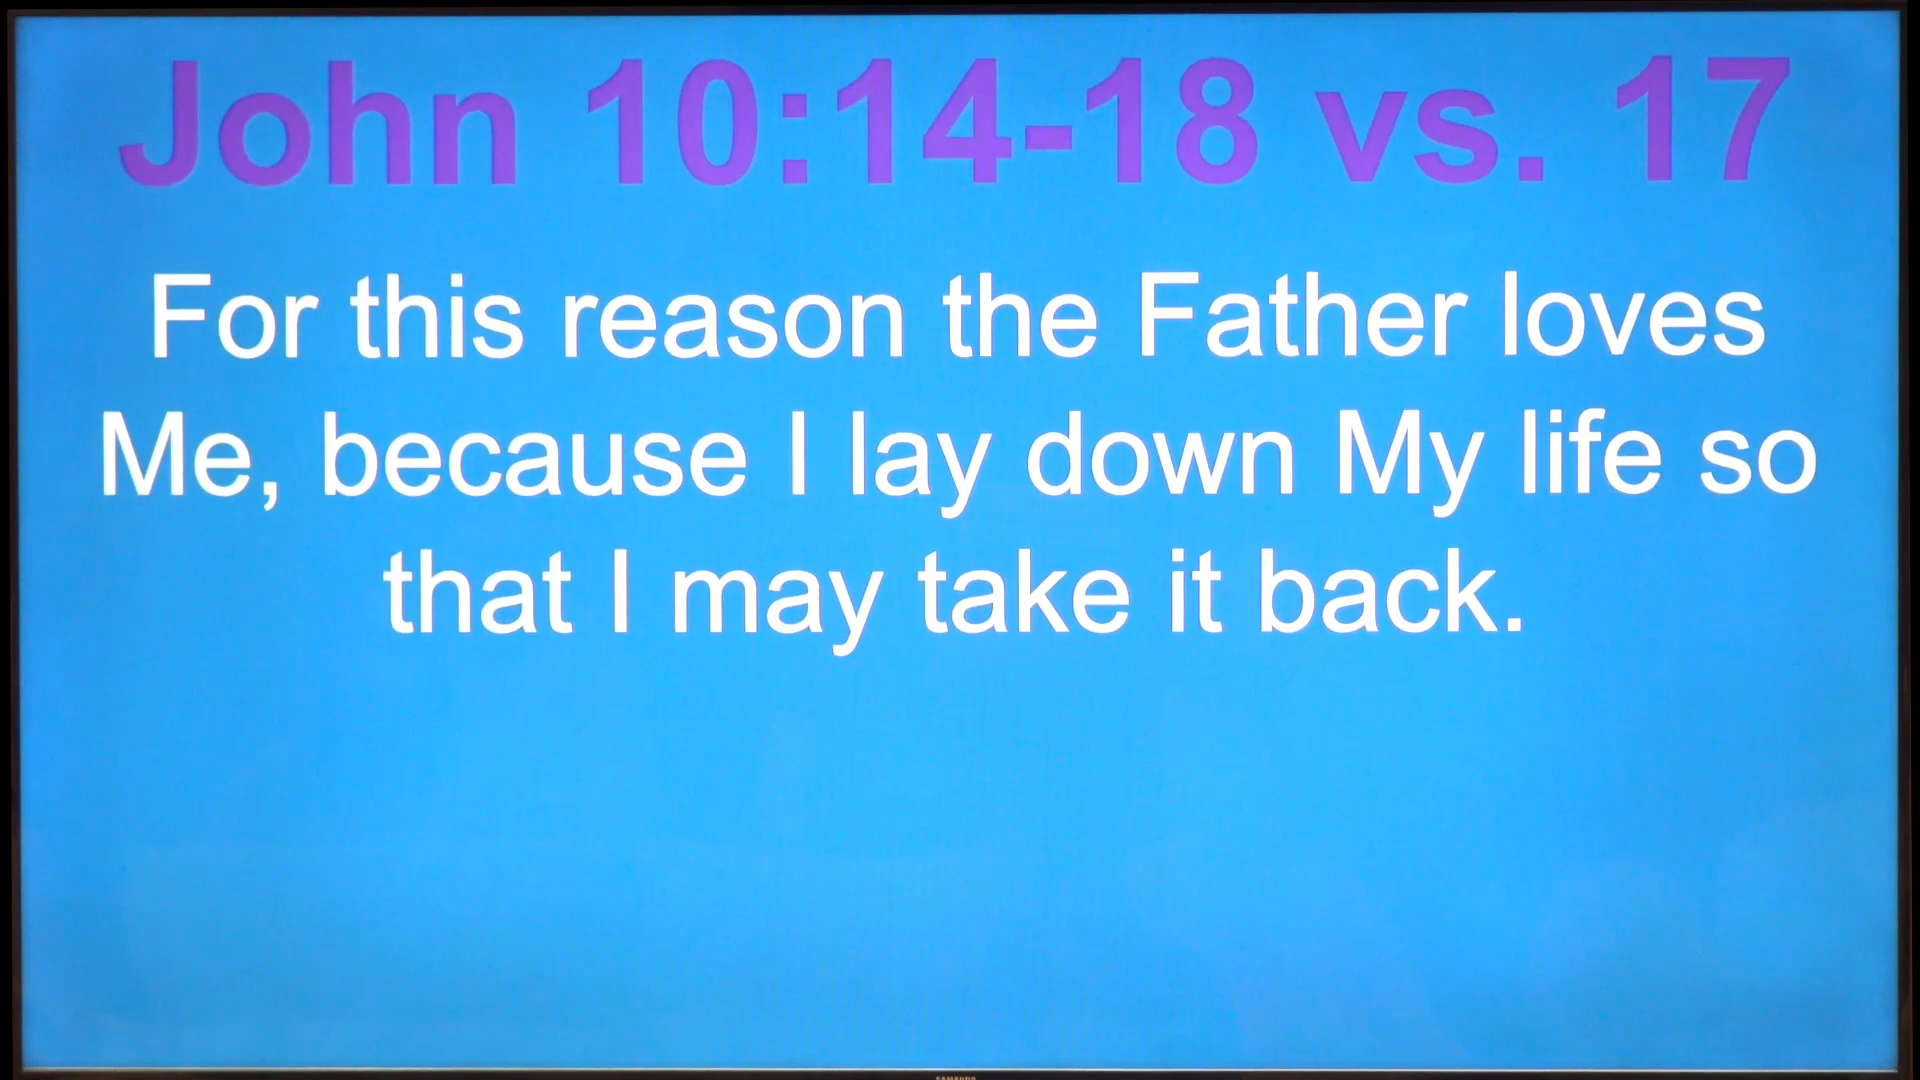 John 10:14-18 vs. 17
For this reason the Father loves
Me, because I lay down My life so
that I may take it back.
SAMSUNG